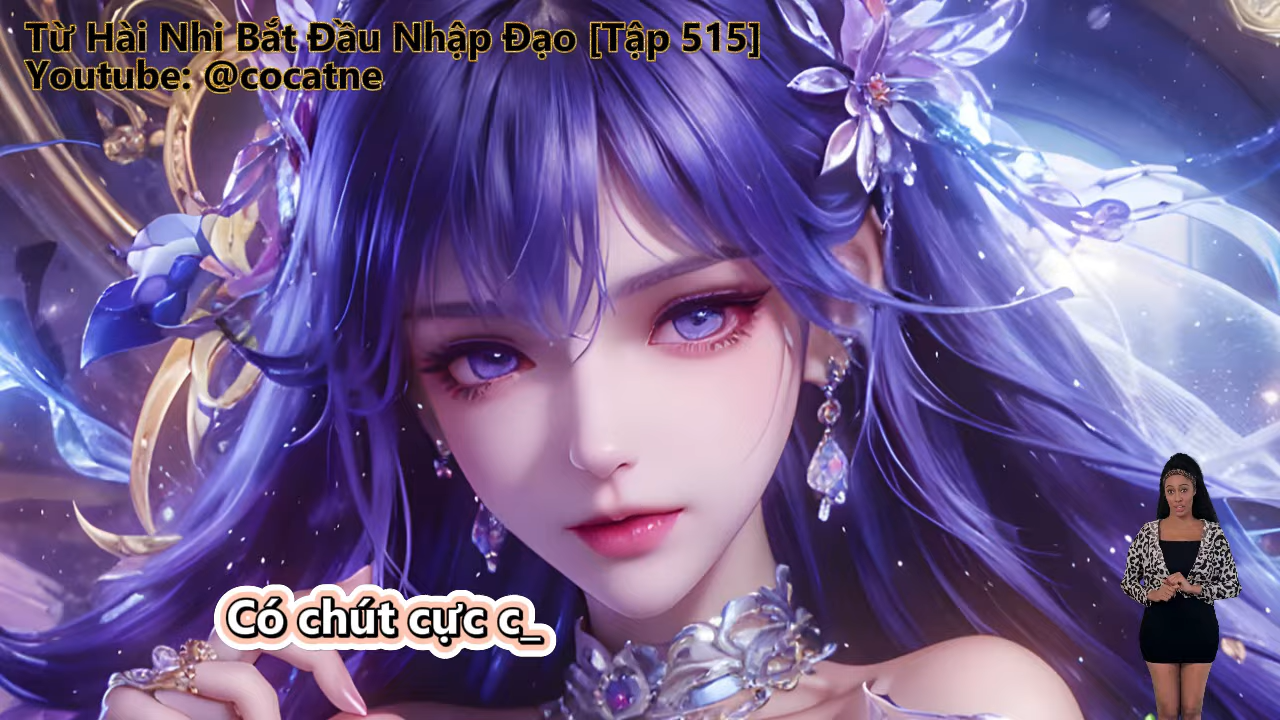 Từ Hài Nhi Bắt Đầu Nhập Đạo [Tập 515]
Youtube: @cocatne
Có chút cực c_